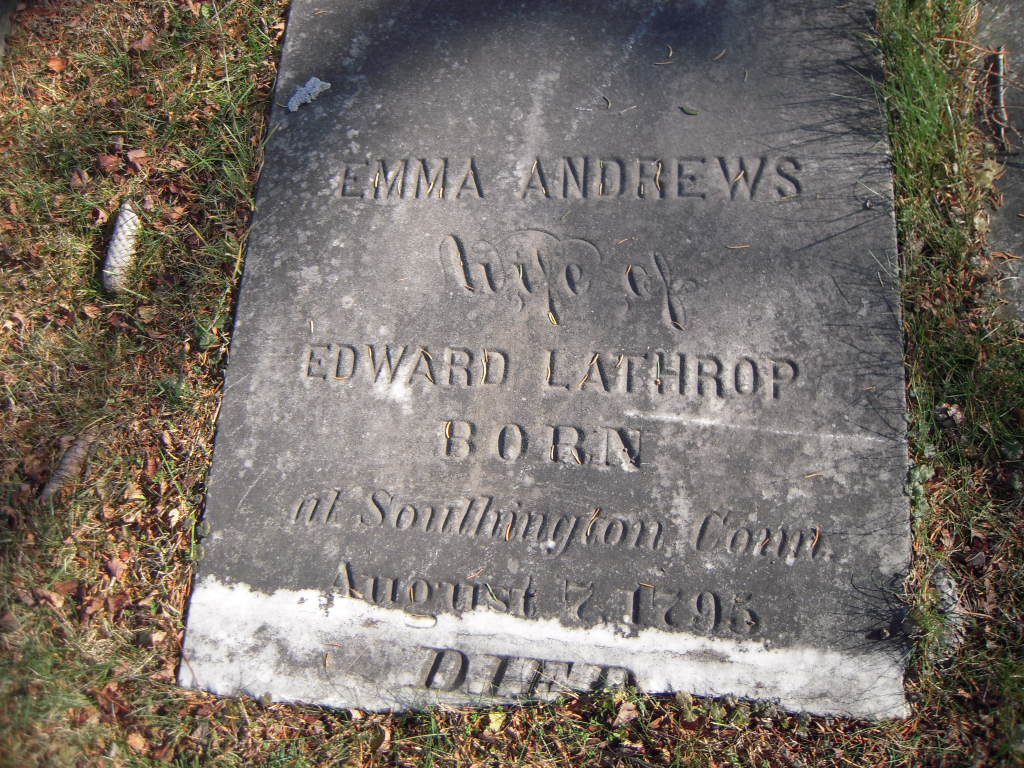 EMMA ANDREWS
Wife of
EDWARD LATHROP
BORN
at Southington Conn.
August 7, 1795
DIED